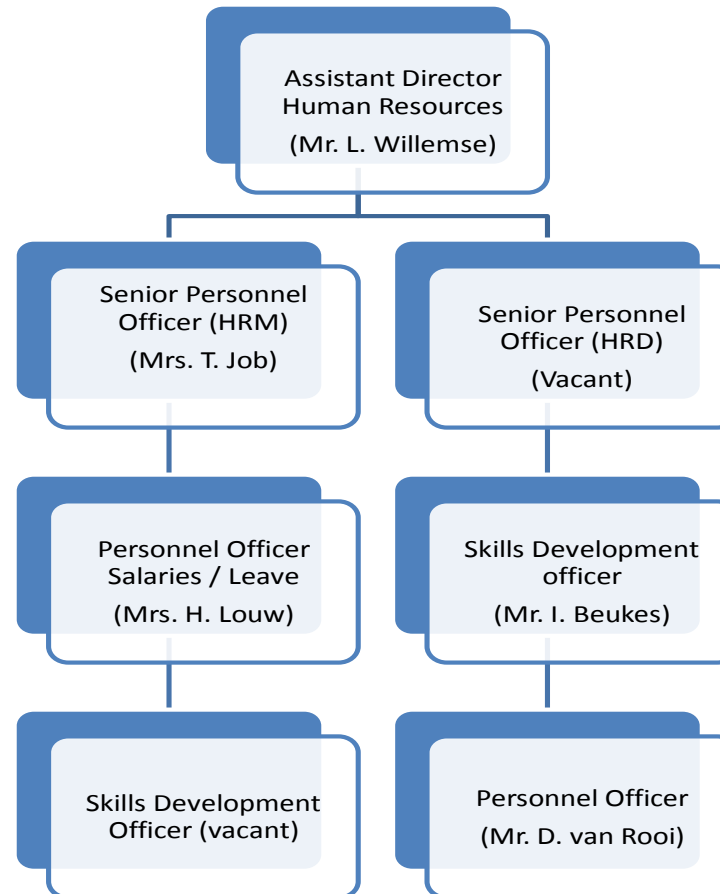 Assistant Director
Human Resources
(Mr. L. Willemse)
Senior Personnel
Officer (HRM)
(Mrs. T. Job)
Senior Personnel
Officer (HRD)
(Vacant)
Personnel Officer
Salaries / Leave
(Mrs. H. Louw)
Skills Development
officer
(Mr. I. Beukes)
Skills Development
Officer (vacant)
Personnel Officer
(Mr. D. van Rooi)